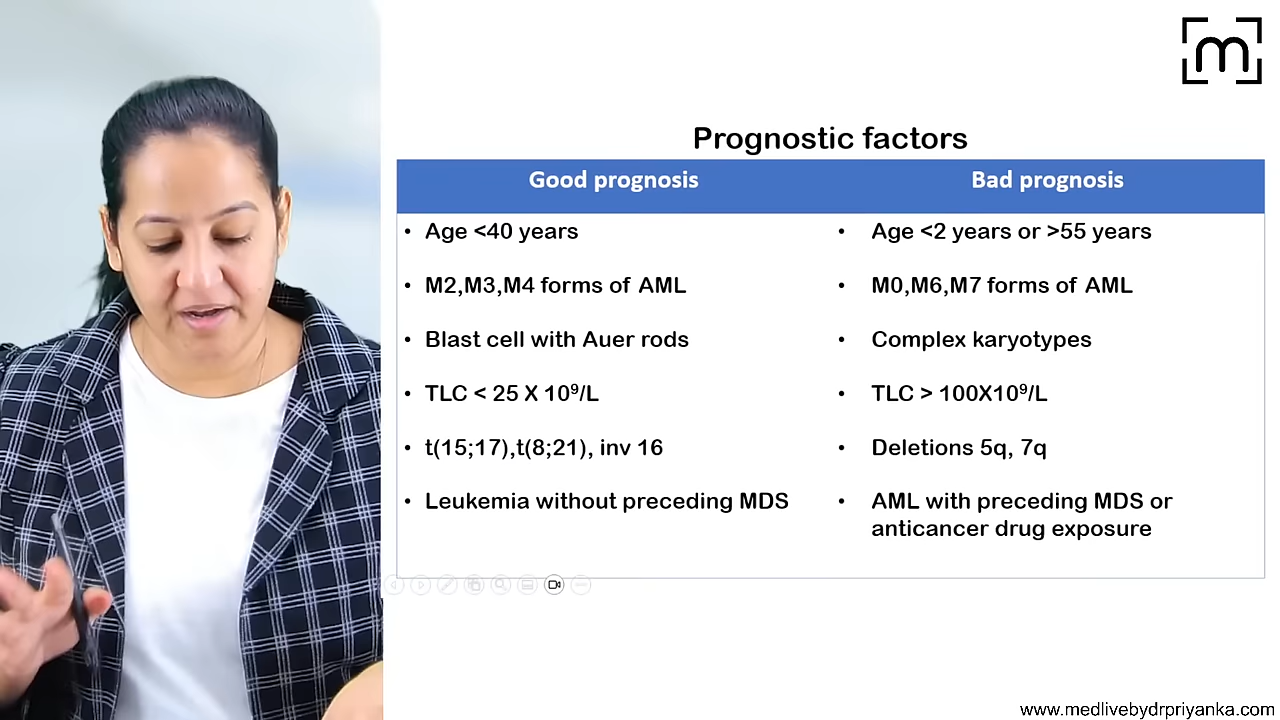 m
Prognostic factors
Good prognosis
Bad prognosis
• Age <40 years
• Age <2 years or >55 years
• M2,M3,M4 forms of AML
• M0,M6,M7 forms of AML
• Blast cell with Auer rods
• Complex karyotypes
• TLC < 25 X 10⁹/L
• TLC > 100X10⁹/L
• t(15;17),t(8;21), inv 16
• Deletions 5q, 7q
• Leukemia without preceding MDS
• AML with preceding MDS or
anticancer drug exposure
www.medlivebydrpriyanka.com